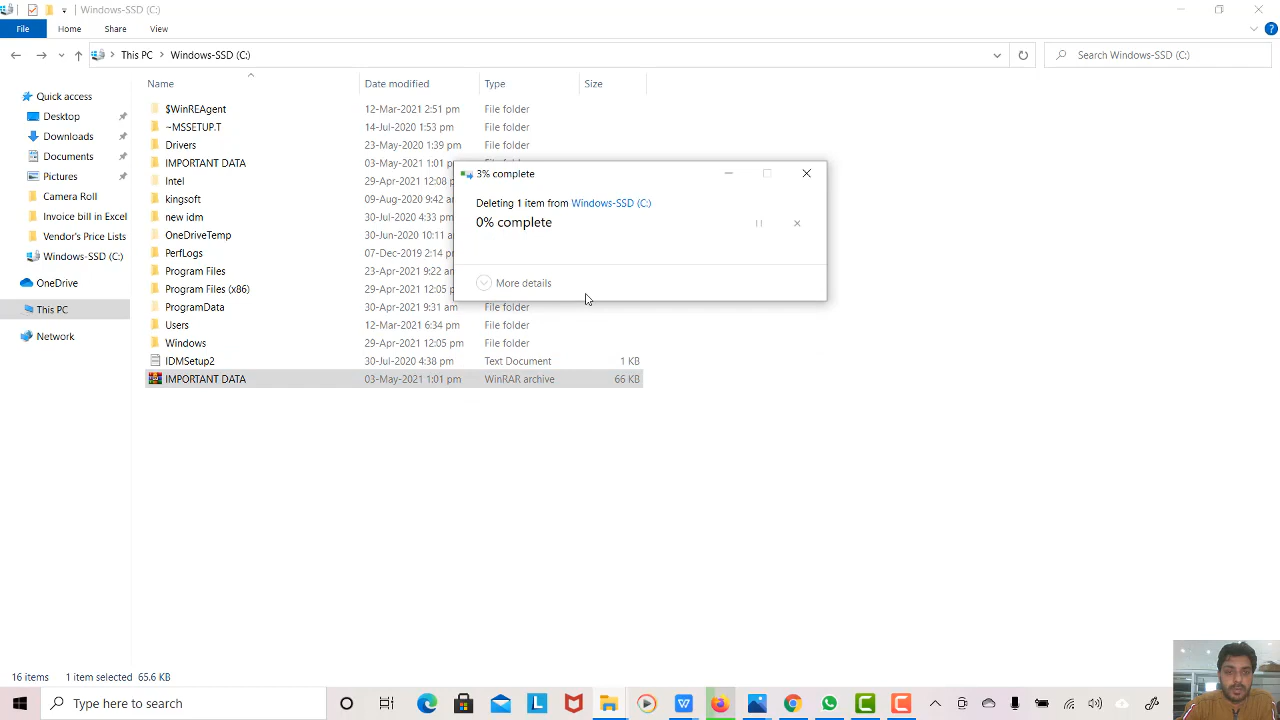 Windows-SSD (C:)
File Home Share View
This PC Windows-SSD (C:) Search Windows-SSD (C:)
Name Date modified Type Size
Quick access
Desktop
Downloads
Documents
Pictures
Camera Roll
Invoice bill in Excel
Vendor's Price Lists
Windows-SSD (C:)
OneDrive
This PC
Network
$WinREAgent 12-Mar-2021 2:51 pm File folder
~MSSETUP.T 14-Jul-2020 1:53 pm File folder
Drivers 23-May-2020 1:39 pm File folder
IMPORTANT DATA 03-May-2021 1:01 pm File folder
Intel 29-Apr-2021 12:08
kingsoft 09-Aug-2020 9:42
new idm 30-Jul-2020 4:33
OneDriveTemp 30-Jun-2020 10:11
PerfLogs 07-Dec-2019 2:14
Program Files 23-Apr-2021 9:22
Program Files (x86) 29-Apr-2021 12:05
ProgramData 30-Apr-2021 9:31 am File folder
Users 12-Mar-2021 6:34 pm File folder
Windows 29-Apr-2021 12:05 pm File folder
IDMSetup2 30-Jul-2020 4:38 pm Text Document 1 KB
IMPORTANT DATA 03-May-2021 1:01 pm WinRAR archive 66 KB
3% complete
Deleting 1 item from Windows-SSD (C:)
0% complete
More details
16 items 1 item selected 65.6 KB
Type here to search